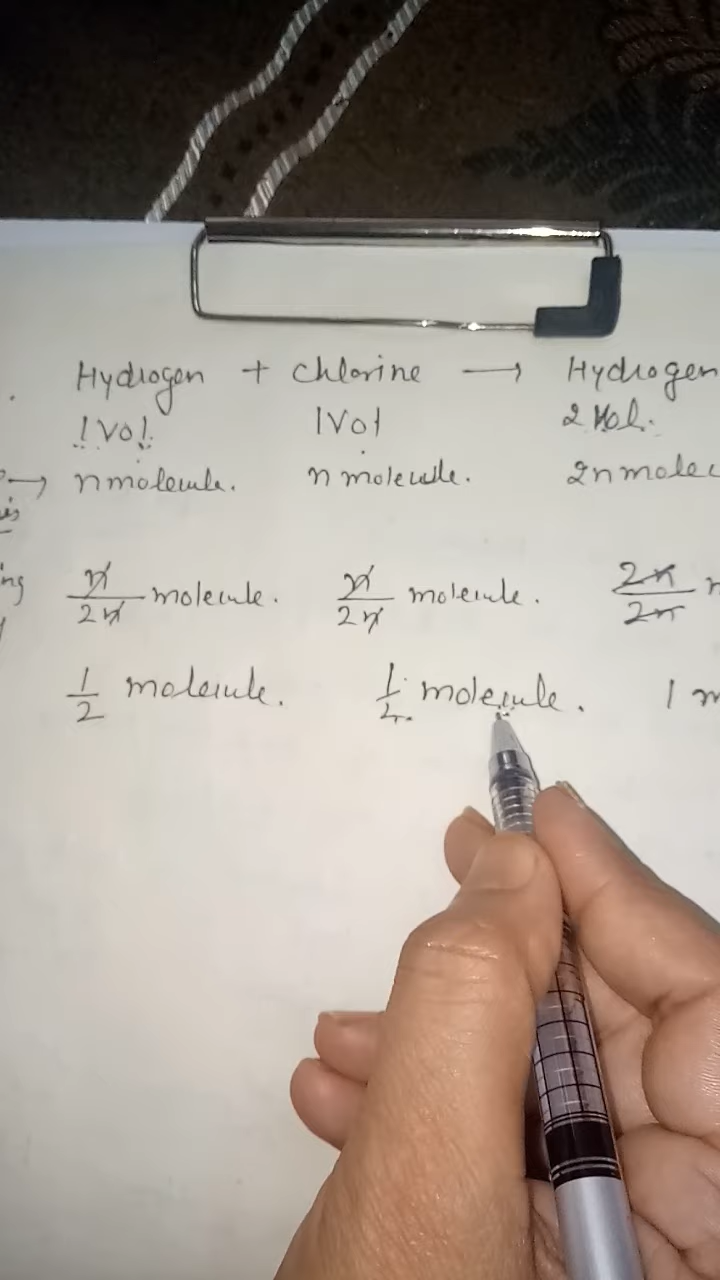 Hydrogen + Chlorine → Hydrogen
1 Vol. 1 Vol 2 Vol.
→ n molecule. n molecule. 2n molec
n/2n molecule. n/2n molecule. 2n/2n
1/2 molecule. 1/2. molecule. 1 m